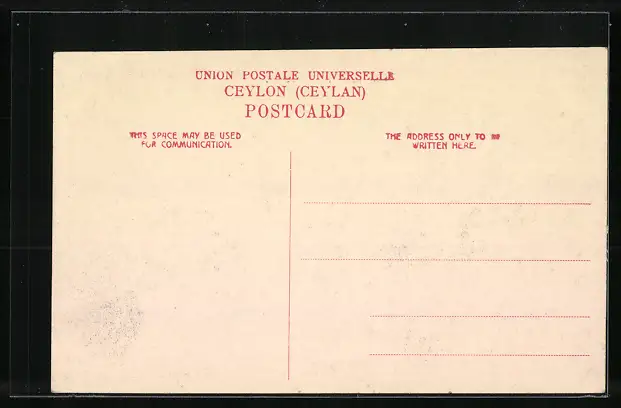 UNION POSTALE UNIVERSELLE
CEYLON (CEYLAN)
POSTCARD
THIS SPACE MAY BE USED
FOR COMMUNICATION.
THE ADDRESS ONLY TO
WRITTEN HERE.